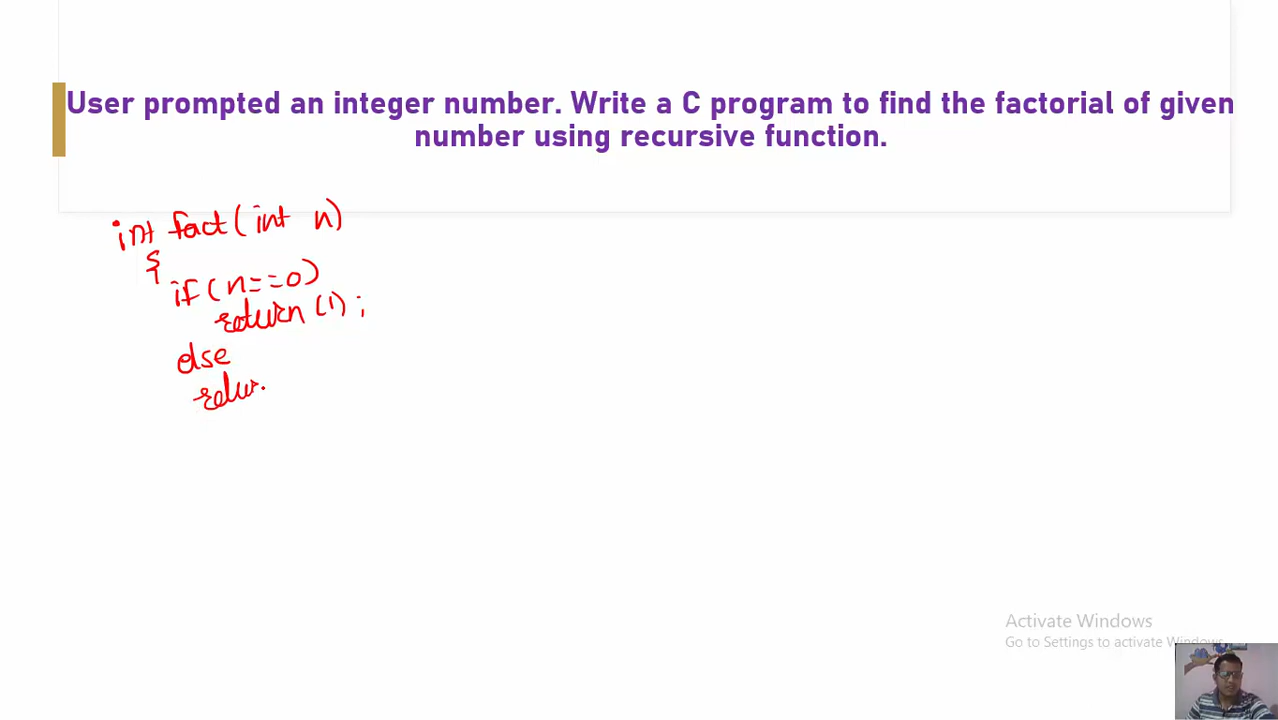 User prompted an integer number. Write a C program to find the factorial of given
number using recursive function.
int fact(int n)
{
if(n==0)
return(1);
else
retur
Activate Windows
Go to Settings to activate Windows.